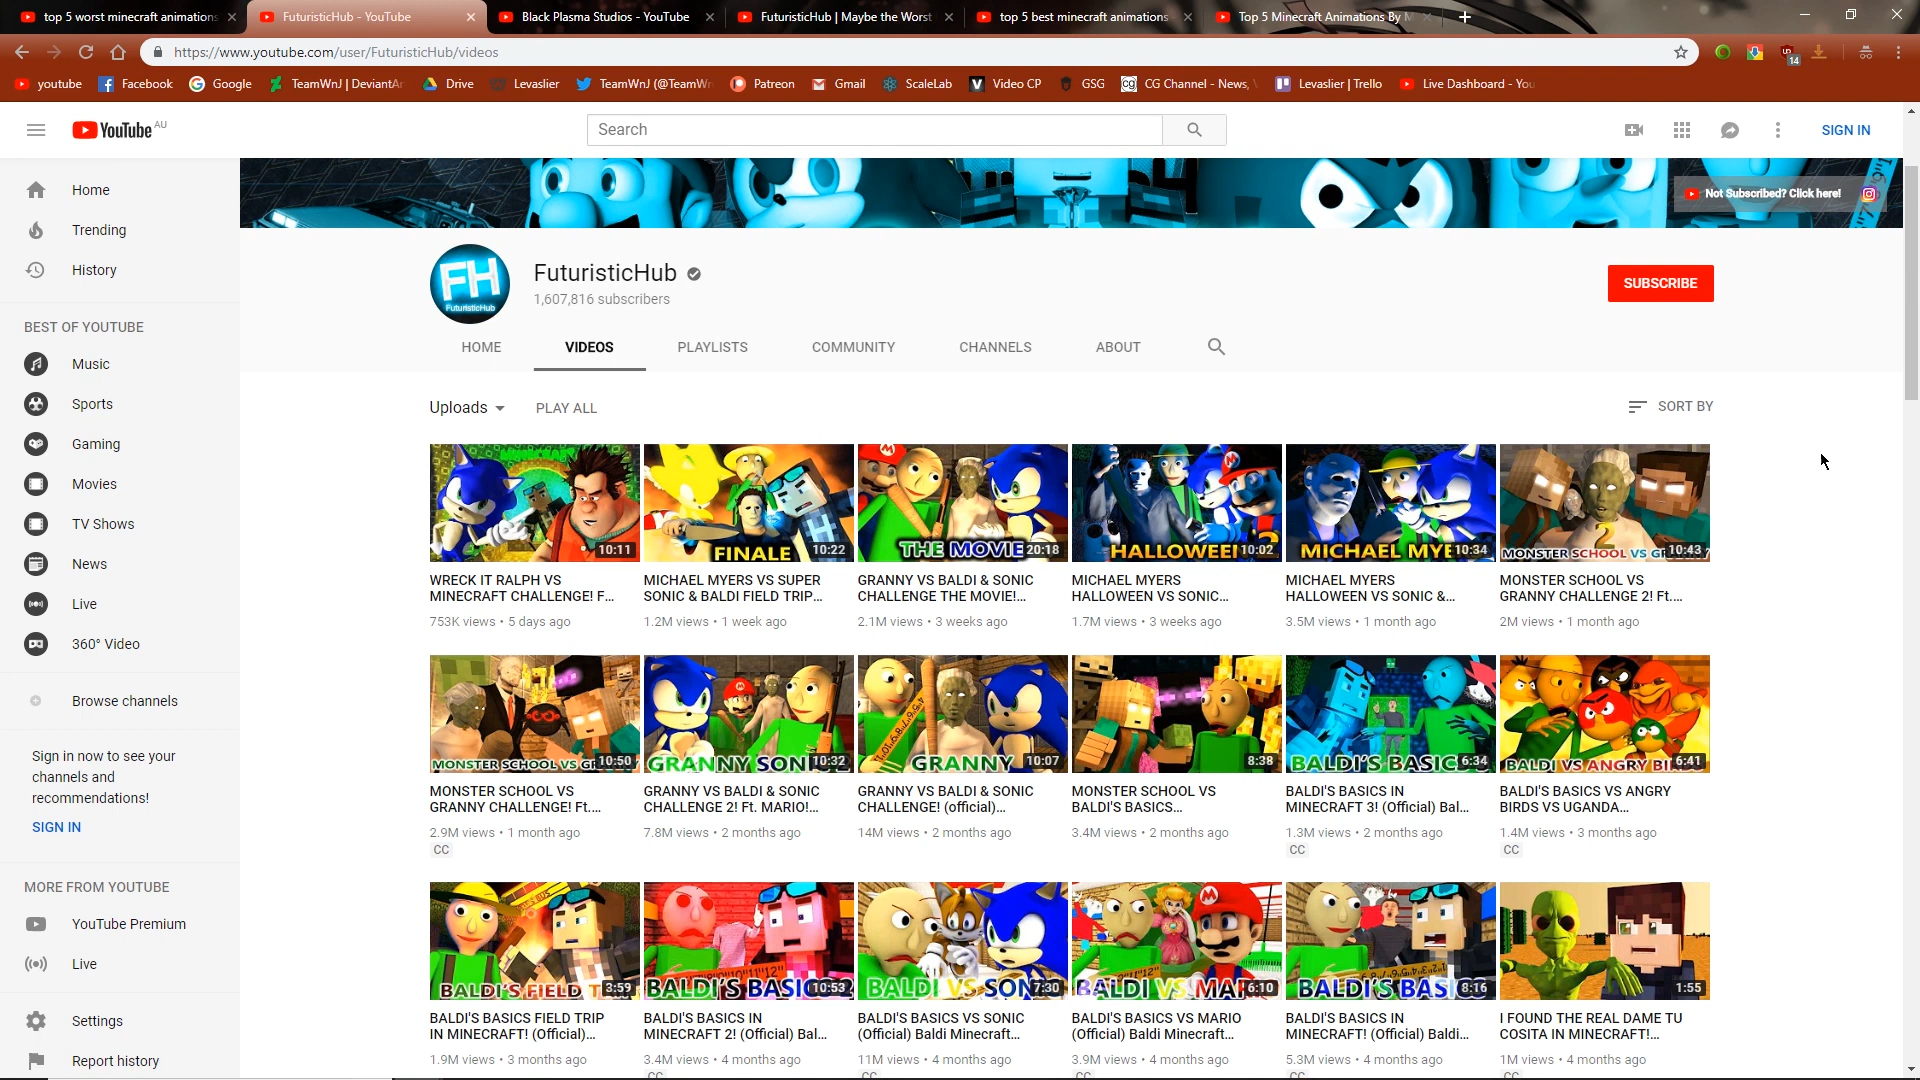 top 5 worst minecraft animations
FuturisticHub - YouTube
Black Plasma Studios - YouTube
FuturisticHub | Maybe the Worst
top 5 best minecraft animations
Top 5 Minecraft Animations By M
https://www.youtube.com/user/FuturisticHub/videos
14
youtube
Facebook
Google
TeamWnJ | DeviantAr
Drive
Levaslier
TeamWnJ (@TeamWn
Patreon
Gmail
ScaleLab
Video CP
GSG
CG Channel - News,
Levaslier | Trello
Live Dashboard - You
YouTube AU
Search
SIGN IN
Home
Trending
History
BEST OF YOUTUBE
Music
Sports
Gaming
Movies
TV Shows
News
Live
360° Video
Browse channels
Sign in now to see your
channels and
recommendations!
SIGN IN
MORE FROM YOUTUBE
YouTube Premium
Live
Settings
Report history
Not Subscribed? Click here!
FH
FuturisticHub
FuturisticHub
1,607,816 subscribers
SUBSCRIBE
HOME
VIDEOS
PLAYLISTS
COMMUNITY
CHANNELS
ABOUT
Uploads
PLAY ALL
SORT BY
10:11
WRECK IT RALPH VS
MINECRAFT CHALLENGE! F...
753K views • 5 days ago
FINALE
10:22
MICHAEL MYERS VS SUPER
SONIC & BALDI FIELD TRIP...
1.2M views • 1 week ago
THE MOVIE
20:18
GRANNY VS BALDI & SONIC
CHALLENGE THE MOVIE!...
2.1M views • 3 weeks ago
HALLOWEEN
10:02
MICHAEL MYERS
HALLOWEEN VS SONIC...
1.7M views • 3 weeks ago
MICHAEL MYE
10:34
MICHAEL MYERS
HALLOWEEN VS SONIC &...
3.5M views • 1 month ago
2
MONSTER SCHOOL VS GR
10:43
MONSTER SCHOOL VS
GRANNY CHALLENGE 2! Ft....
2M views • 1 month ago
MONSTER SCHOOL VS GR
10:50
MONSTER SCHOOL VS
GRANNY CHALLENGE! Ft....
2.9M views • 1 month ago
CC
GRANNY SONI
10:32
GRANNY VS BALDI & SONIC
CHALLENGE 2! Ft. MARIO!...
7.8M views • 2 months ago
GRANNY
10:07
GRANNY VS BALDI & SONIC
CHALLENGE! (official)...
14M views • 2 months ago
8:38
MONSTER SCHOOL VS
BALDI'S BASICS...
3.4M views • 2 months ago
BALDI'S BASICS
6:34
BALDI'S BASICS IN
MINECRAFT 3! (Official) Bal...
1.3M views • 2 months ago
CC
BALDI VS ANGRY BI
6:41
BALDI'S BASICS VS ANGRY
BIRDS VS UGANDA...
1.4M views • 3 months ago
CC
BALDI'S FIELD T
3:59
BALDI'S BASICS FIELD TRIP
IN MINECRAFT! (Official)...
1.9M views • 3 months ago
BALDI'S BASIC
10:53
BALDI'S BASICS IN
MINECRAFT 2! (Official) Bal...
3.4M views • 4 months ago
CC
BALDI VS SON
7:30
BALDI'S BASICS VS SONIC
(Official) Baldi Minecraft...
11M views • 4 months ago
CC
BALDI VS MAR
6:10
BALDI'S BASICS VS MARIO
(Official) Baldi Minecraft...
3.9M views • 4 months ago
CC
BALDI'S BASIC
8:16
BALDI'S BASICS IN
MINECRAFT! (Official) Baldi...
5.3M views • 4 months ago
CC
1:55
I FOUND THE REAL DAME TU
COSITA IN MINECRAFT!...
1M views • 4 months ago
CC